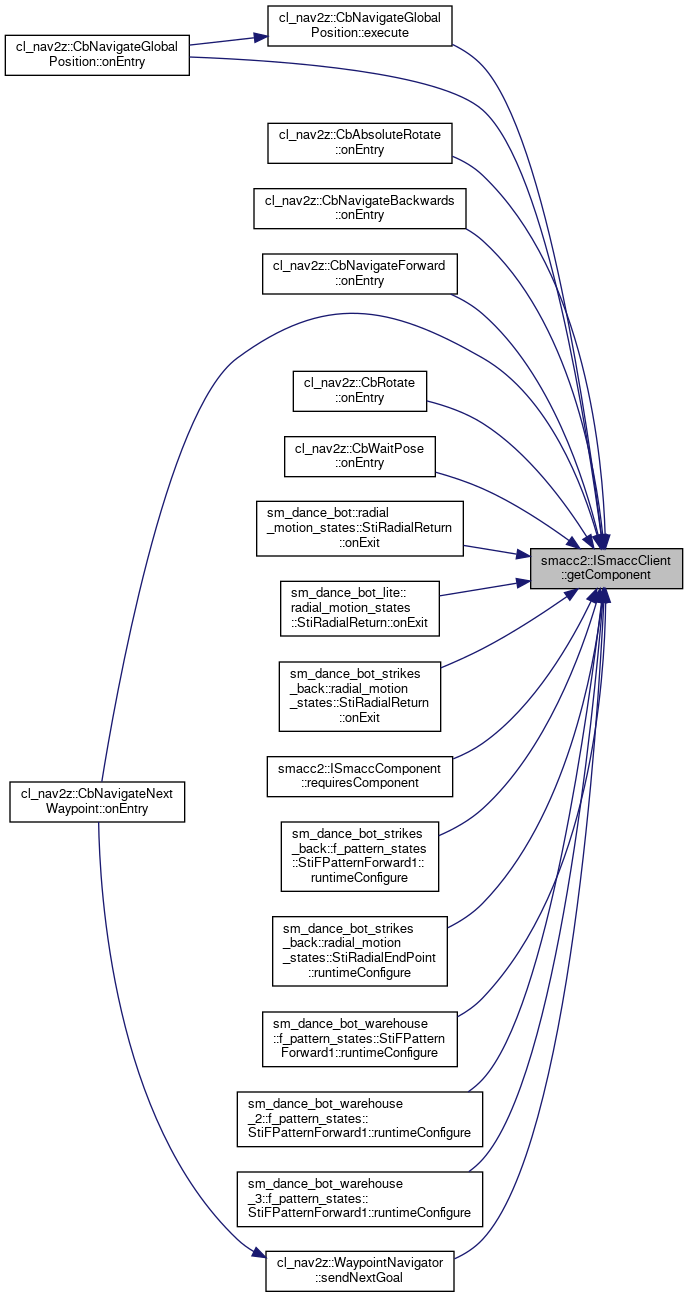 cl_nav2z::CbNavigateGlobal
Position::execute
cl_nav2z::CbNavigateGlobal
Position::onEntry
cl_nav2z::CbAbsoluteRotate
::onEntry
cl_nav2z::CbNavigateBackwards
::onEntry
cl_nav2z::CbNavigateForward
::onEntry
cl_nav2z::CbRotate
::onEntry
cl_nav2z::CbWaitPose
::onEntry
sm_dance_bot::radial
_motion_states::StiRadialReturn
::onExit
smacc2::ISmaccClient
::getComponent
sm_dance_bot_lite::
radial_motion_states
::StiRadialReturn::onExit
sm_dance_bot_strikes
_back::radial_motion
_states::StiRadialReturn
::onExit
smacc2::ISmaccComponent
::requiresComponent
cl_nav2z::CbNavigateNext
Waypoint::onEntry
sm_dance_bot_strikes
_back::f_pattern_states
::StiFPatternForward1::
runtimeConfigure
sm_dance_bot_strikes
_back::radial_motion
_states::StiRadialEndPoint
::runtimeConfigure
sm_dance_bot_warehouse
::f_pattern_states::StiFPattern
Forward1::runtimeConfigure
sm_dance_bot_warehouse
_2::f_pattern_states::
StiFPatternForward1::runtimeConfigure
sm_dance_bot_warehouse
_3::f_pattern_states::
StiFPatternForward1::runtimeConfigure
cl_nav2z::WaypointNavigator
::sendNextGoal